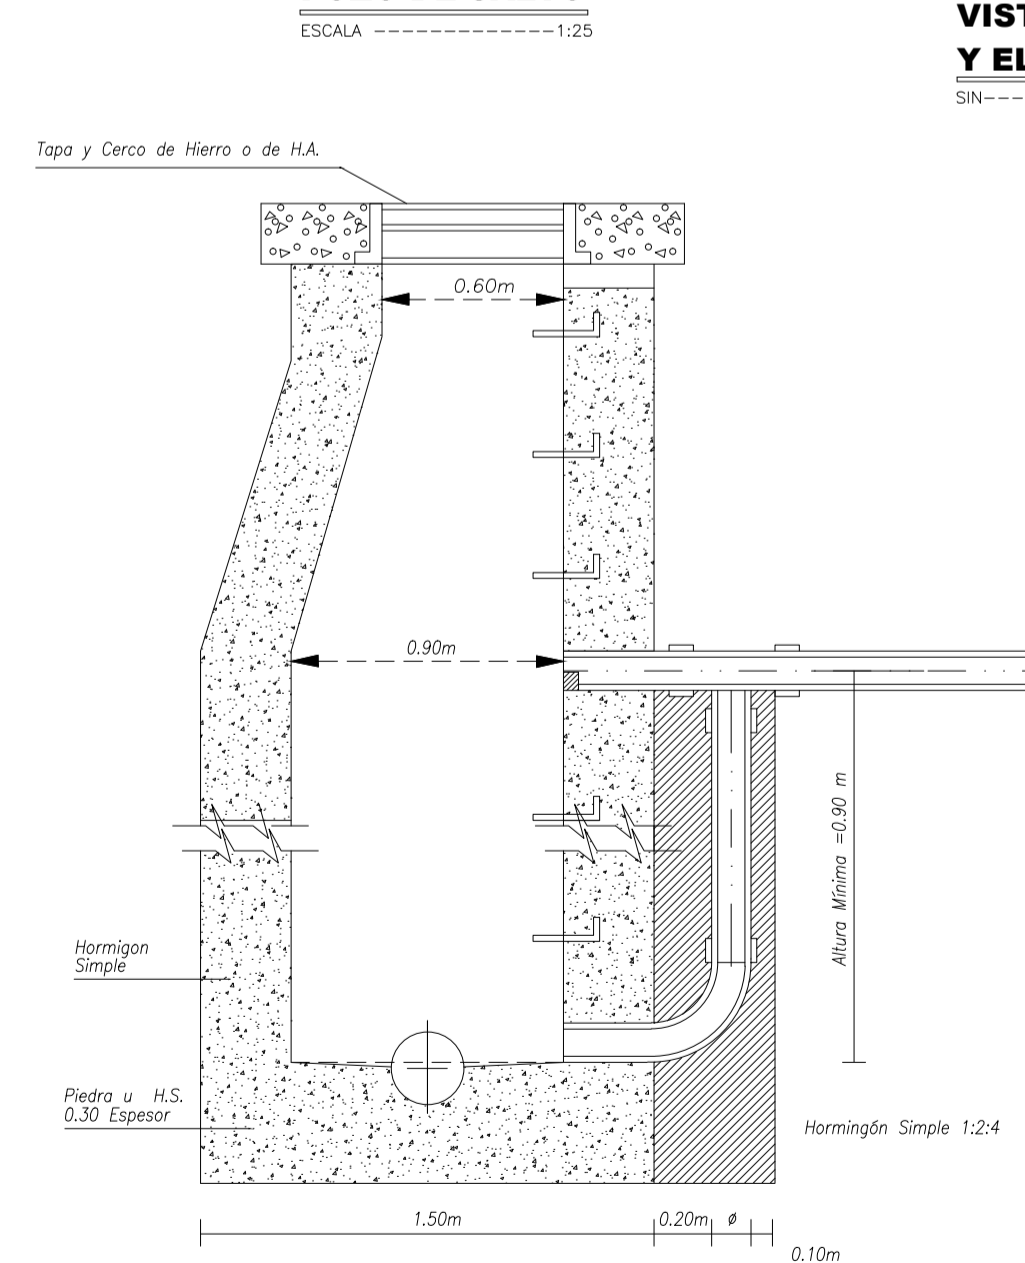 ESCALA -------------1:25
VIST
Y EL
SIN---
Tapa y Cerco de Hierro o de H.A.
0.60m
0.90m
Altura Mínima =0.90 m
Hormigon
Simple
Piedra u H.S.
0.30 Espesor
Hormingón Simple 1:2:4
1.50m
0.20m
ø
0.10m